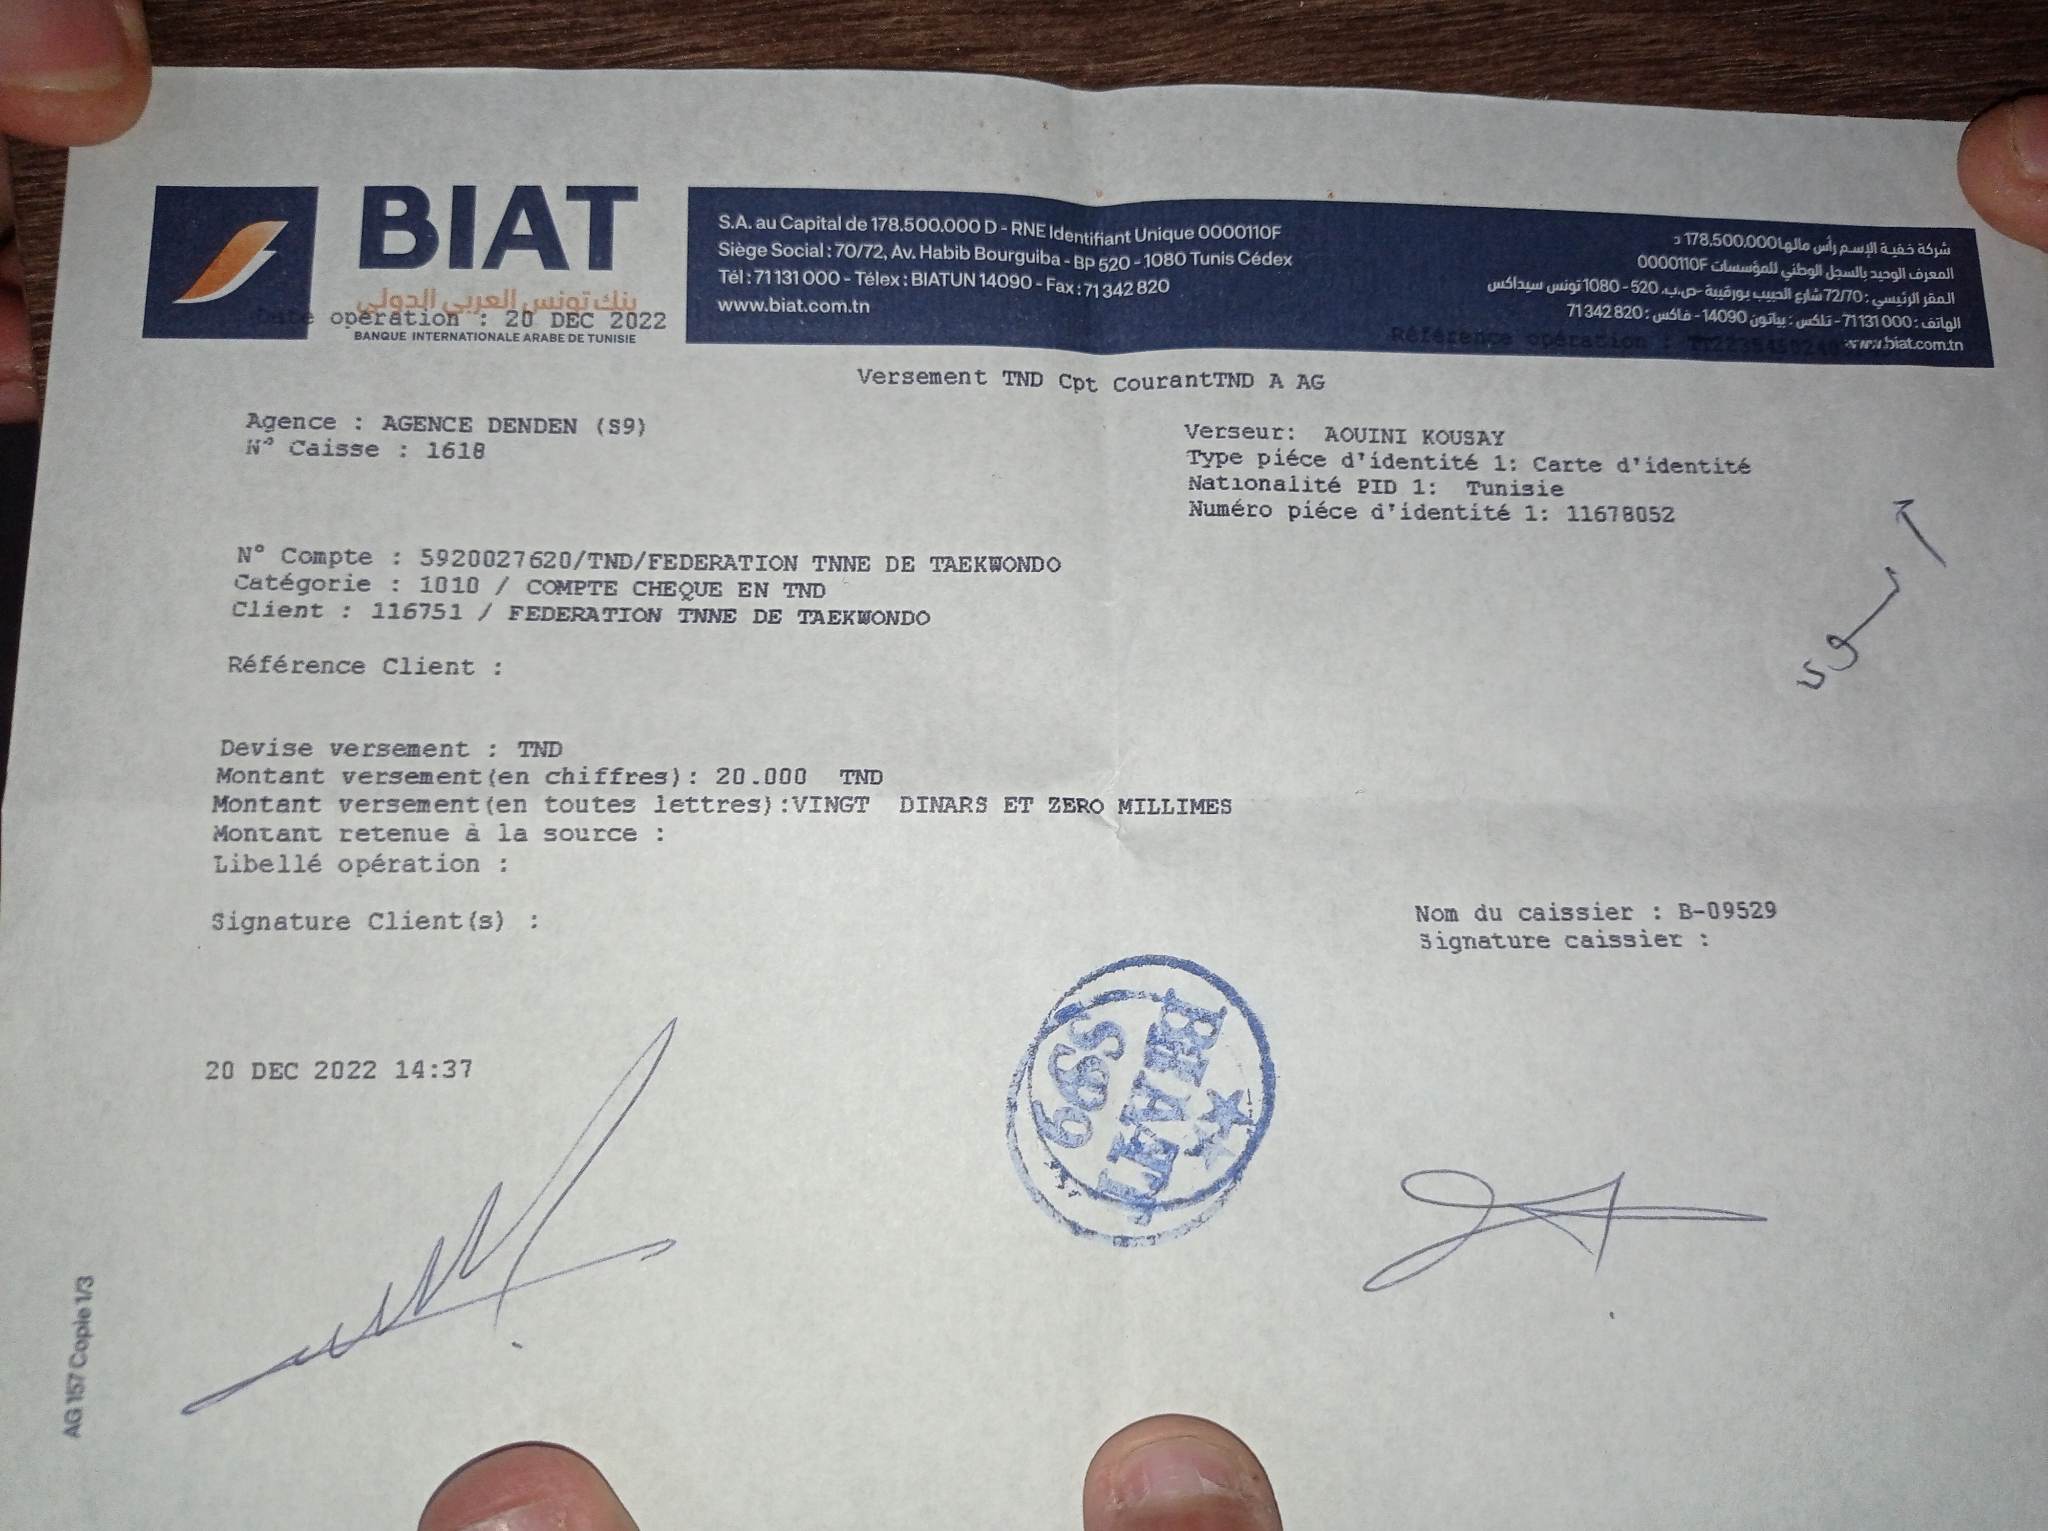 BIAT
بنك تونس العربي الدولي
Date opération : 20 DEC 2022
BANQUE INTERNATIONALE ARABE DE TUNISIE
S.A. au Capital de 178.500.000 D - RNE Identifiant Unique 0000110F
Siège Social : 70/72, Av. Habib Bourguiba - BP 520 - 1080 Tunis Cédex
Tél : 71 131 000 - Télex : BIATUN 14090 - Fax : 71 342 820
www.biat.com.tn
شركة خفية الإسم رأس مالها 178.500.000 د
المعرف الوحيد بالسجل الوطني للمؤسسات 0000110F
المقر الرئيسي : 72/70 شارع الحبيب بورقيبة -ص.ب. 520 - 1080 تونس سيداكس
الهاتف : 71 131 000 - تلكس : بياتون 14090 - فاكس : 71 342 820
www.biat.com.tn
Référence opération :
Versement TND Cpt CourantTND A AG
Agence : AGENCE DENDEN (S9)
N° Caisse : 1618
Verseur: AOUINI KOUSAY
Type piéce d'identité 1: Carte d'identité
Nationalité PID 1: Tunisie
Numéro piéce d'identité 1: 11678052
N° Compte : 5920027620/TND/FEDERATION TNNE DE TAEKWONDO
Catégorie : 1010 / COMPTE CHEQUE EN TND
Client : 116751 / FEDERATION TNNE DE TAEKWONDO
Référence Client :
Devise versement : TND
Montant versement(en chiffres): 20.000 TND
Montant versement(en toutes lettres):VINGT DINARS ET ZERO MILLIMES
Montant retenue à la source :
Libellé opération :
Signature Client(s) :
Nom du caissier : B-09529
Signature caissier :
20 DEC 2022 14:37
AG 157 Copie 1/3